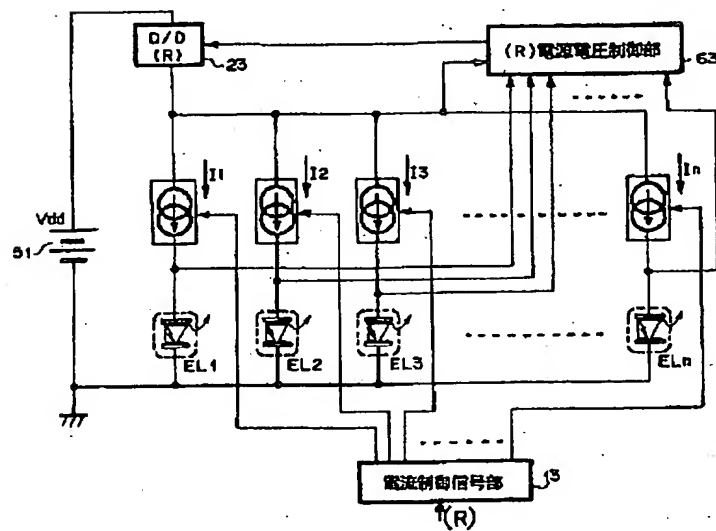 D/D
(R)
23
(R)電源電圧制御部
63
I1
I2
I3
In
Vdd
51
EL1
EL2
EL3
ELn
電流制御信号部
13
(R)